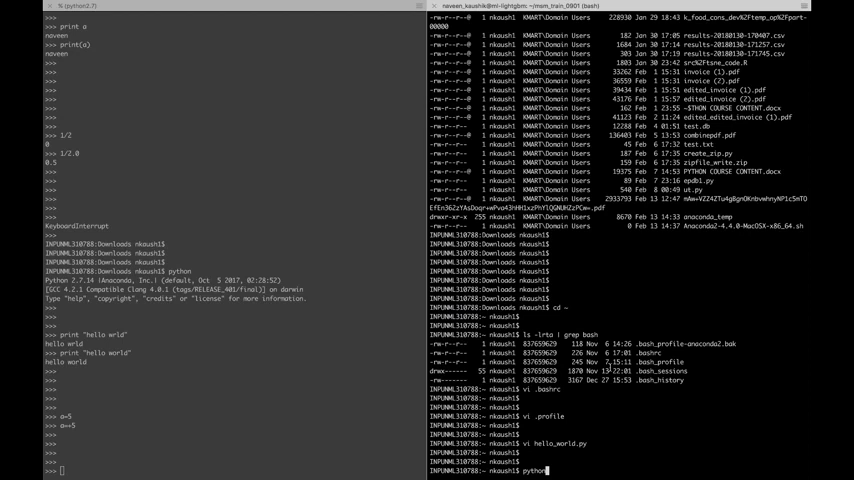 % (python2.7)
>>>
>>> print a
naveen
>>> print(a)
naveen
>>>
>>>
>>>
>>>
>>>
>>>
>>>
>>>
>>> 1/2
0
>>> 1/2.0
0.5
>>>
>>>
>>>
>>>
>>>
>>>
KeyboardInterrupt
>>>
INPUNML310788:Downloads nkaush1$
INPUNML310788:Downloads nkaush1$
INPUNML310788:Downloads nkaush1$
INPUNML310788:Downloads nkaush1$ python
Python 2.7.14 |Anaconda, Inc.| (default, Oct  5 2017, 02:28:52)
[GCC 4.2.1 Compatible Clang 4.0.1 (tags/RELEASE_401/final)] on darwin
Type "help", "copyright", "credits" or "license" for more information.
>>>
>>>
>>> print "hello wrld"
hello wrld
>>> print "hello world"
hello world
>>>
>>>
>>>
>>>
>>>
>>> a=5
>>> a=+5
>>>
>>>
>>>
>>>
>>>
naveen_kaushik@ml-lightgbm: ~/msm_train_0901 (bash)
-rw-r--r--@ 1 nkaush1 KMART\Domain Users 228930 Jan 29 18:43 k_food_cons_dev%2Ftemp_op%2Fpart-
00000
-rw-r--r--@ 1 nkaush1 KMART\Domain Users 182 Jan 30 17:05 results-20180130-170407.csv
-rw-r--r--@ 1 nkaush1 KMART\Domain Users 1684 Jan 30 17:14 results-20180130-171257.csv
-rw-r--r--@ 1 nkaush1 KMART\Domain Users 303 Jan 30 17:19 results-20180130-171745.csv
-rw-r--r--@ 1 nkaush1 KMART\Domain Users 1803 Jan 30 23:42 src%2Ftsne_code.R
-rw-r--r--@ 1 nkaush1 KMART\Domain Users 33262 Feb  1 15:31 invoice (1).pdf
-rw-r--r--@ 1 nkaush1 KMART\Domain Users 36559 Feb  1 15:31 invoice (2).pdf
-rw-r--r--@ 1 nkaush1 KMART\Domain Users 39434 Feb  1 15:51 edited_invoice (1).pdf
-rw-r--r--@ 1 nkaush1 KMART\Domain Users 43176 Feb  1 15:57 edited_invoice (2).pdf
-rw-r--r--@ 1 nkaush1 KMART\Domain Users 162 Feb  1 23:55 ~$THON COURSE CONTENT.docx
-rw-r--r--@ 1 nkaush1 KMART\Domain Users 41123 Feb  2 11:36 edited_edited_invoice (1).pdf
-rw-r--r-- 1 nkaush1 KMART\Domain Users 12288 Feb  4 01:51 test.db
-rw-r--r--@ 1 nkaush1 KMART\Domain Users 136403 Feb  5 13:53 combinepdf.pdf
-rw-r--r-- 1 nkaush1 KMART\Domain Users 45 Feb  6 17:32 test.txt
-rw-r--r-- 1 nkaush1 KMART\Domain Users 187 Feb  6 17:35 create_zip.py
-rw-r--r-- 1 nkaush1 KMART\Domain Users 159 Feb  6 17:35 zipfile_write.zip
-rw-r--r--@ 1 nkaush1 KMART\Domain Users 19375 Feb  7 14:53 PYTHON COURSE CONTENT.docx
-rw-r--r-- 1 nkaush1 KMART\Domain Users 89 Feb  7 23:16 epdb1.py
-rw-r--r-- 1 nkaush1 KMART\Domain Users 540 Feb  8 00:49 ut.py
drwxr-xr-x 255 nkaush1 KMART\Domain Users 8670 Feb 13 14:33 anaconda_temp
-rw-r--r--@ 1 nkaush1 KMART\Domain Users 0 Feb 13 14:37 Anaconda2-4.4.0-MacOSX-x86_64.sh
INPUNML310788:Downloads nkaush1$
INPUNML310788:Downloads nkaush1$
INPUNML310788:Downloads nkaush1$
INPUNML310788:Downloads nkaush1$
INPUNML310788:Downloads nkaush1$
INPUNML310788:Downloads nkaush1$
INPUNML310788:Downloads nkaush1$
INPUNML310788:Downloads nkaush1$
INPUNML310788:Downloads nkaush1$ cd ~
INPUNML310788:~ nkaush1$
INPUNML310788:~ nkaush1$
INPUNML310788:~ nkaush1$ ls -lrta | grep bash
-rw-r--r-- 1 nkaush1 837659629 118 Nov  6 14:26 .bash_profile-anaconda2.bak
-rw-r--r-- 1 nkaush1 837659629 226 Nov  6 17:01 .bashrc
-rw-r--r-- 1 nkaush1 837659629 245 Nov  7 15:11 .bash_profile
drwx------ 55 nkaush1 837659629 1870 Nov 13 22:01 .bash_sessions
-rw------- 1 nkaush1 837659629 3167 Dec 27 15:53 .bash_history
INPUNML310788:~ nkaush1$ vi .bashrc
INPUNML310788:~ nkaush1$
INPUNML310788:~ nkaush1$
INPUNML310788:~ nkaush1$ vi .profile
INPUNML310788:~ nkaush1$
INPUNML310788:~ nkaush1$
INPUNML310788:~ nkaush1$ vi hello_world.py
INPUNML310788:~ nkaush1$
INPUNML310788:~ nkaush1$
INPUNML310788:~ nkaush1$ python